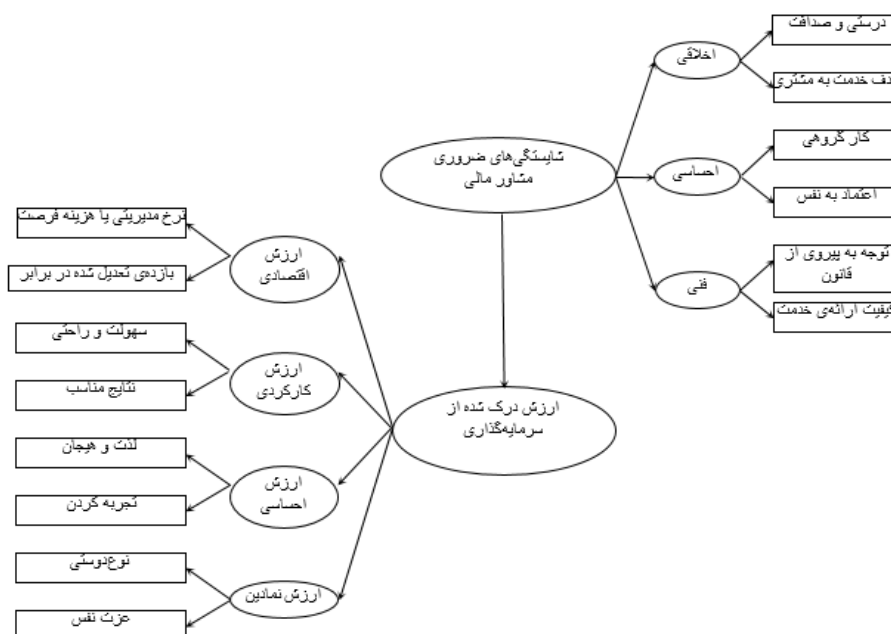 درستی و صداقت
اخلاقی
هدف خدمت به مشتری
شایستگی‌های ضروری
مشاور مالی
کار گروهی
احساسی
اعتماد به نفس
توجه به پیروی از
قانون
فنی
کیفیت ارائه‌ی خدمت
نرخ مدیریتی یا هزینه فرصت
ارزش
اقتصادی
بازده‌ی تعدیل شده در برابر
سهولت و راحتی
ارزش
کارکردی
نتایج مناسب
ارزش درک شده از
سرمایه‌گذاری
لذت و هیجان
ارزش
احساسی
تجربه کردن
نوع‌دوستی
ارزش نمادین
عزت نفس